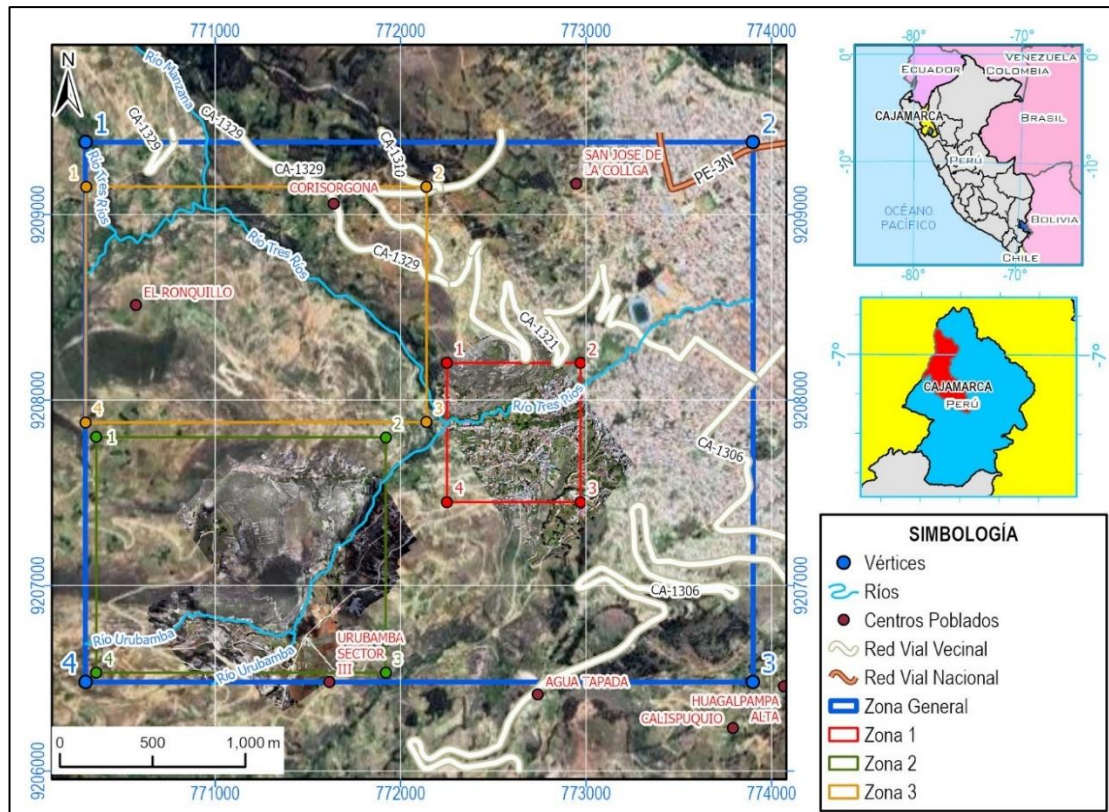 771000 772000 773000 774000
N
Río Manzana
CA-1329
CA-1329
CA-1310
1
2
PE-3N
SAN JOSE DE
LA COLLGA
1
Río Tres Ríos
CA-1329
2
CORISORGONA
9209000
9209000
Río Tres Ríos
CA-1329
EL RONQUILLO
CA-1321
1
2
9208000
9208000
Río Tres Ríos
4
3
1
2
CA-1306
4
3
9207000
9207000
CA-1306
Río Urubamba
Río Urubamba
URUBAMBA
SECTOR
III
4
3
4
3
AGUA TAPADA
HUAGALPAMPA
ALTA
CALISPUQUIO
0 500 1,000 m
9206000
9206000
771000 772000 773000 774000
-80° -70°
0°
0°
ECUADOR
COLOMBIA
VENEZUELA
CAJAMARCA
BRASIL
PERÚ
-10°
-10°
OCÉANO
PACÍFICO
BOLIVIA
CHILE
-80° -70°
-7°
-7°
CAJAMARCA
PERÚ
SIMBOLOGÍA
Vértices
Ríos
Centros Poblados
Red Vial Vecinal
Red Vial Nacional
Zona General
Zona 1
Zona 2
Zona 3